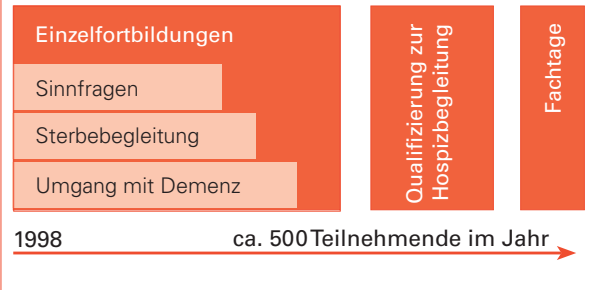 Einzelfortbildungen
Sinnfragen
Sterbebegleitung
Umgang mit Demenz
Qualifizierung zur
Hospizbegleitung
Fachtage
1998
ca. 500 Teilnehmende im Jahr